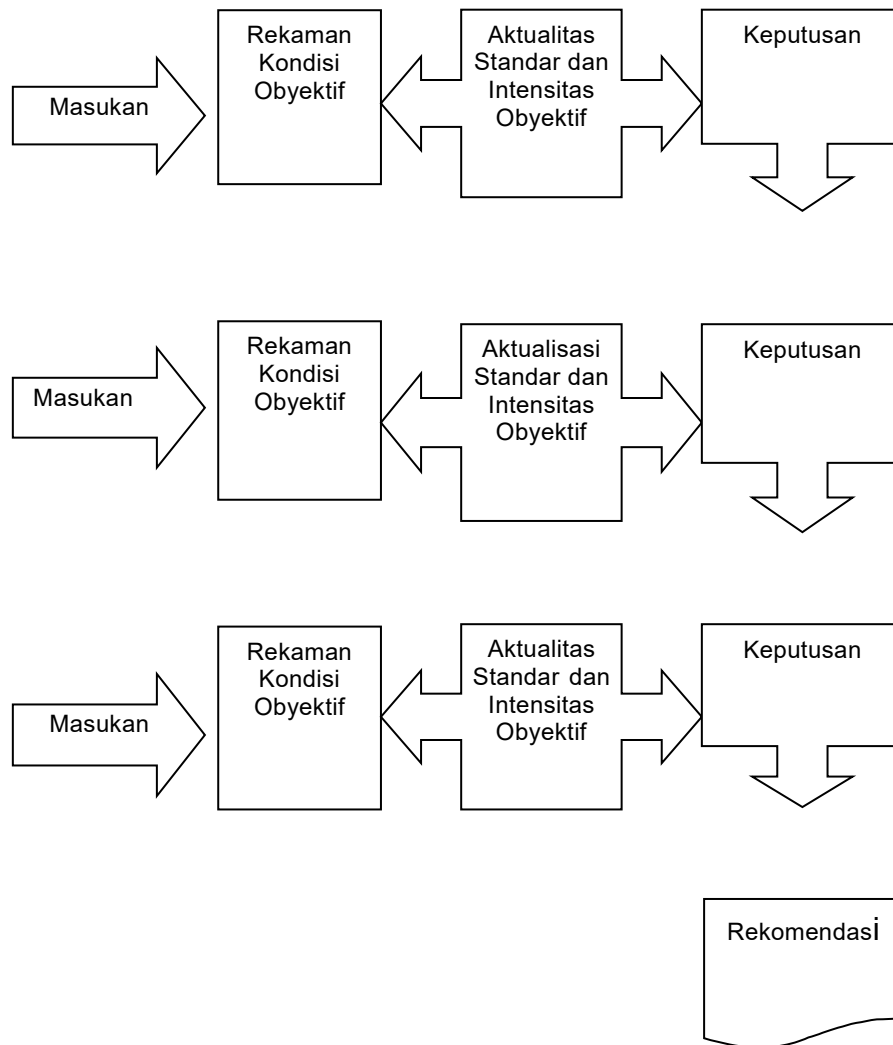 Masukan
Rekaman
Kondisi
Obyektif
Aktualitas
Standar dan
Intensitas
Obyektif
Keputusan
Masukan
Rekaman
Kondisi
Obyektif
Aktualisasi
Standar dan
Intensitas
Obyektif
Keputusan
Masukan
Rekaman
Kondisi
Obyektif
Aktualitas
Standar dan
Intensitas
Obyektif
Keputusan
Rekomendasi